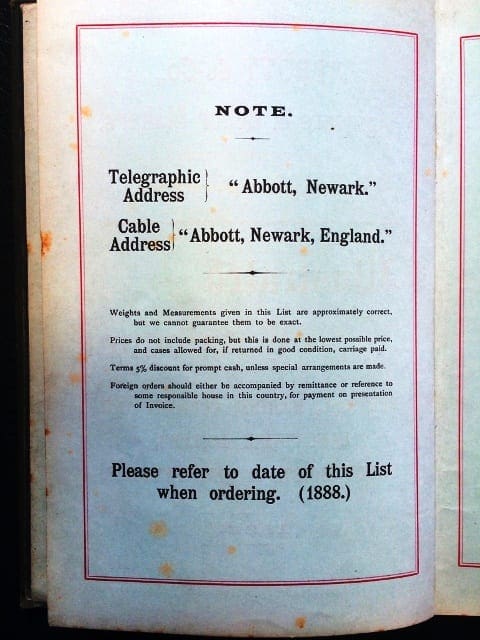 NOTE.
Telegraphic Address } "Abbott, Newark."
Cable Address } "Abbott, Newark, England."
Weights and Measurements given in this List are approximately correct,
but we cannot guarantee them to be exact.
Prices do not include packing, but this is done at the lowest possible price,
and cases allowed for, if returned in good condition, carriage paid.
Terms 5% discount for prompt cash, unless special arrangements are made.
Foreign orders should either be accompanied by remittance or reference to
some responsible house in this country, for payment on presentation
of Invoice.
Please refer to date of this List
when ordering. (1888.)